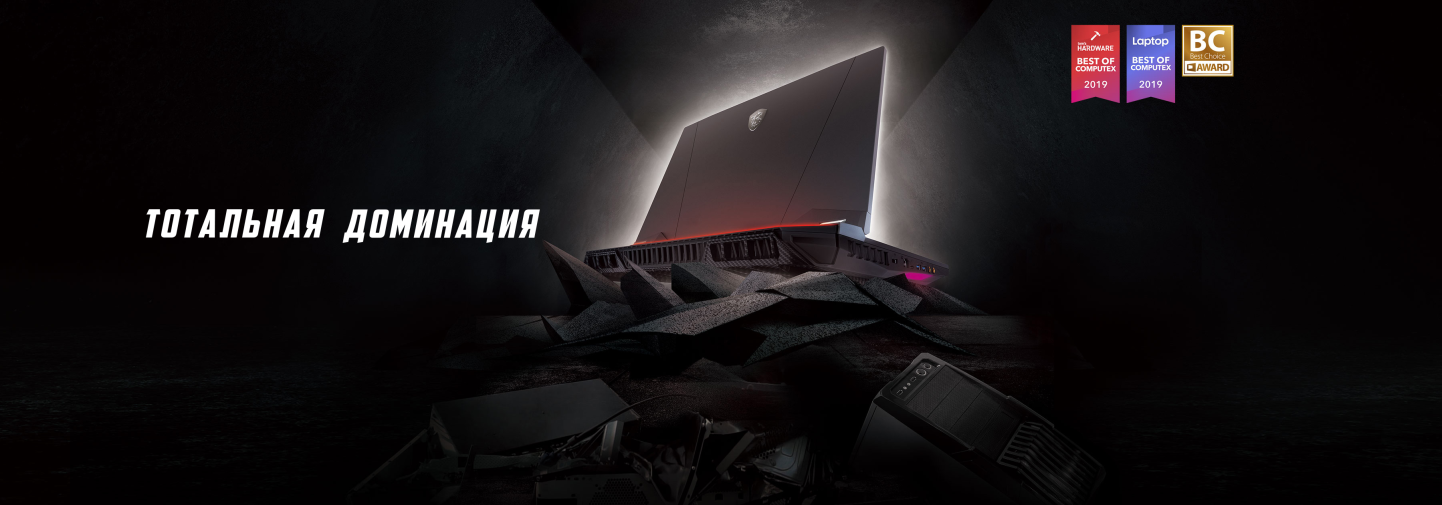 ТОТАЛЬНАЯ ДОМИНАЦИЯ
tom's HARDWARE
BEST OF
COMPUTEX
2019
Laptop
BEST OF
COMPUTEX
2019
BC
Best Choice
AWARD